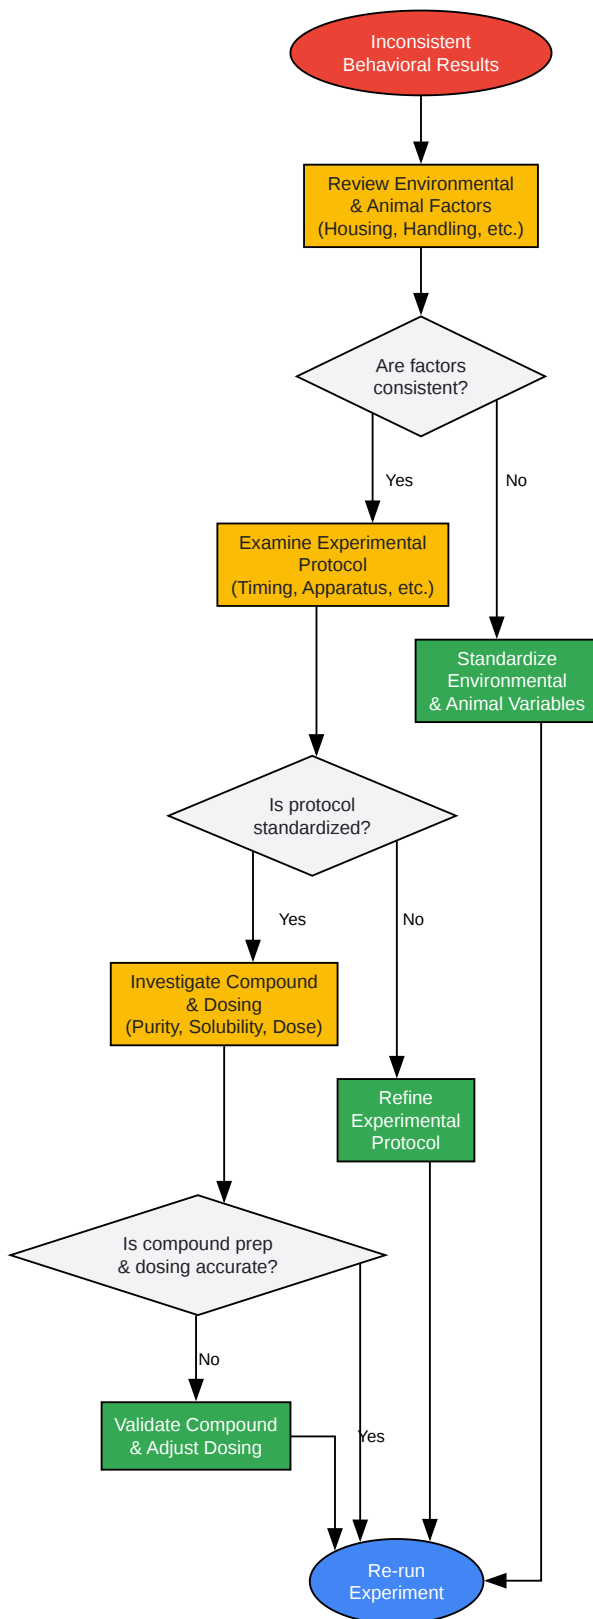 Inconsistent
Behavioral Results
Review Environmental
& Animal Factors
(Housing, Handling, etc.)
Are factors
consistent?
Yes
No
Examine Experimental
Protocol
(Timing, Apparatus, etc.)
Standardize
Environmental
& Animal Variables
Is protocol
standardized?
Yes
No
Investigate Compound
& Dosing
(Purity, Solubility, Dose)
Refine
Experimental
Protocol
Is compound prep
& dosing accurate?
No
Validate Compound
& Adjust Dosing
Yes
Re-run
Experiment